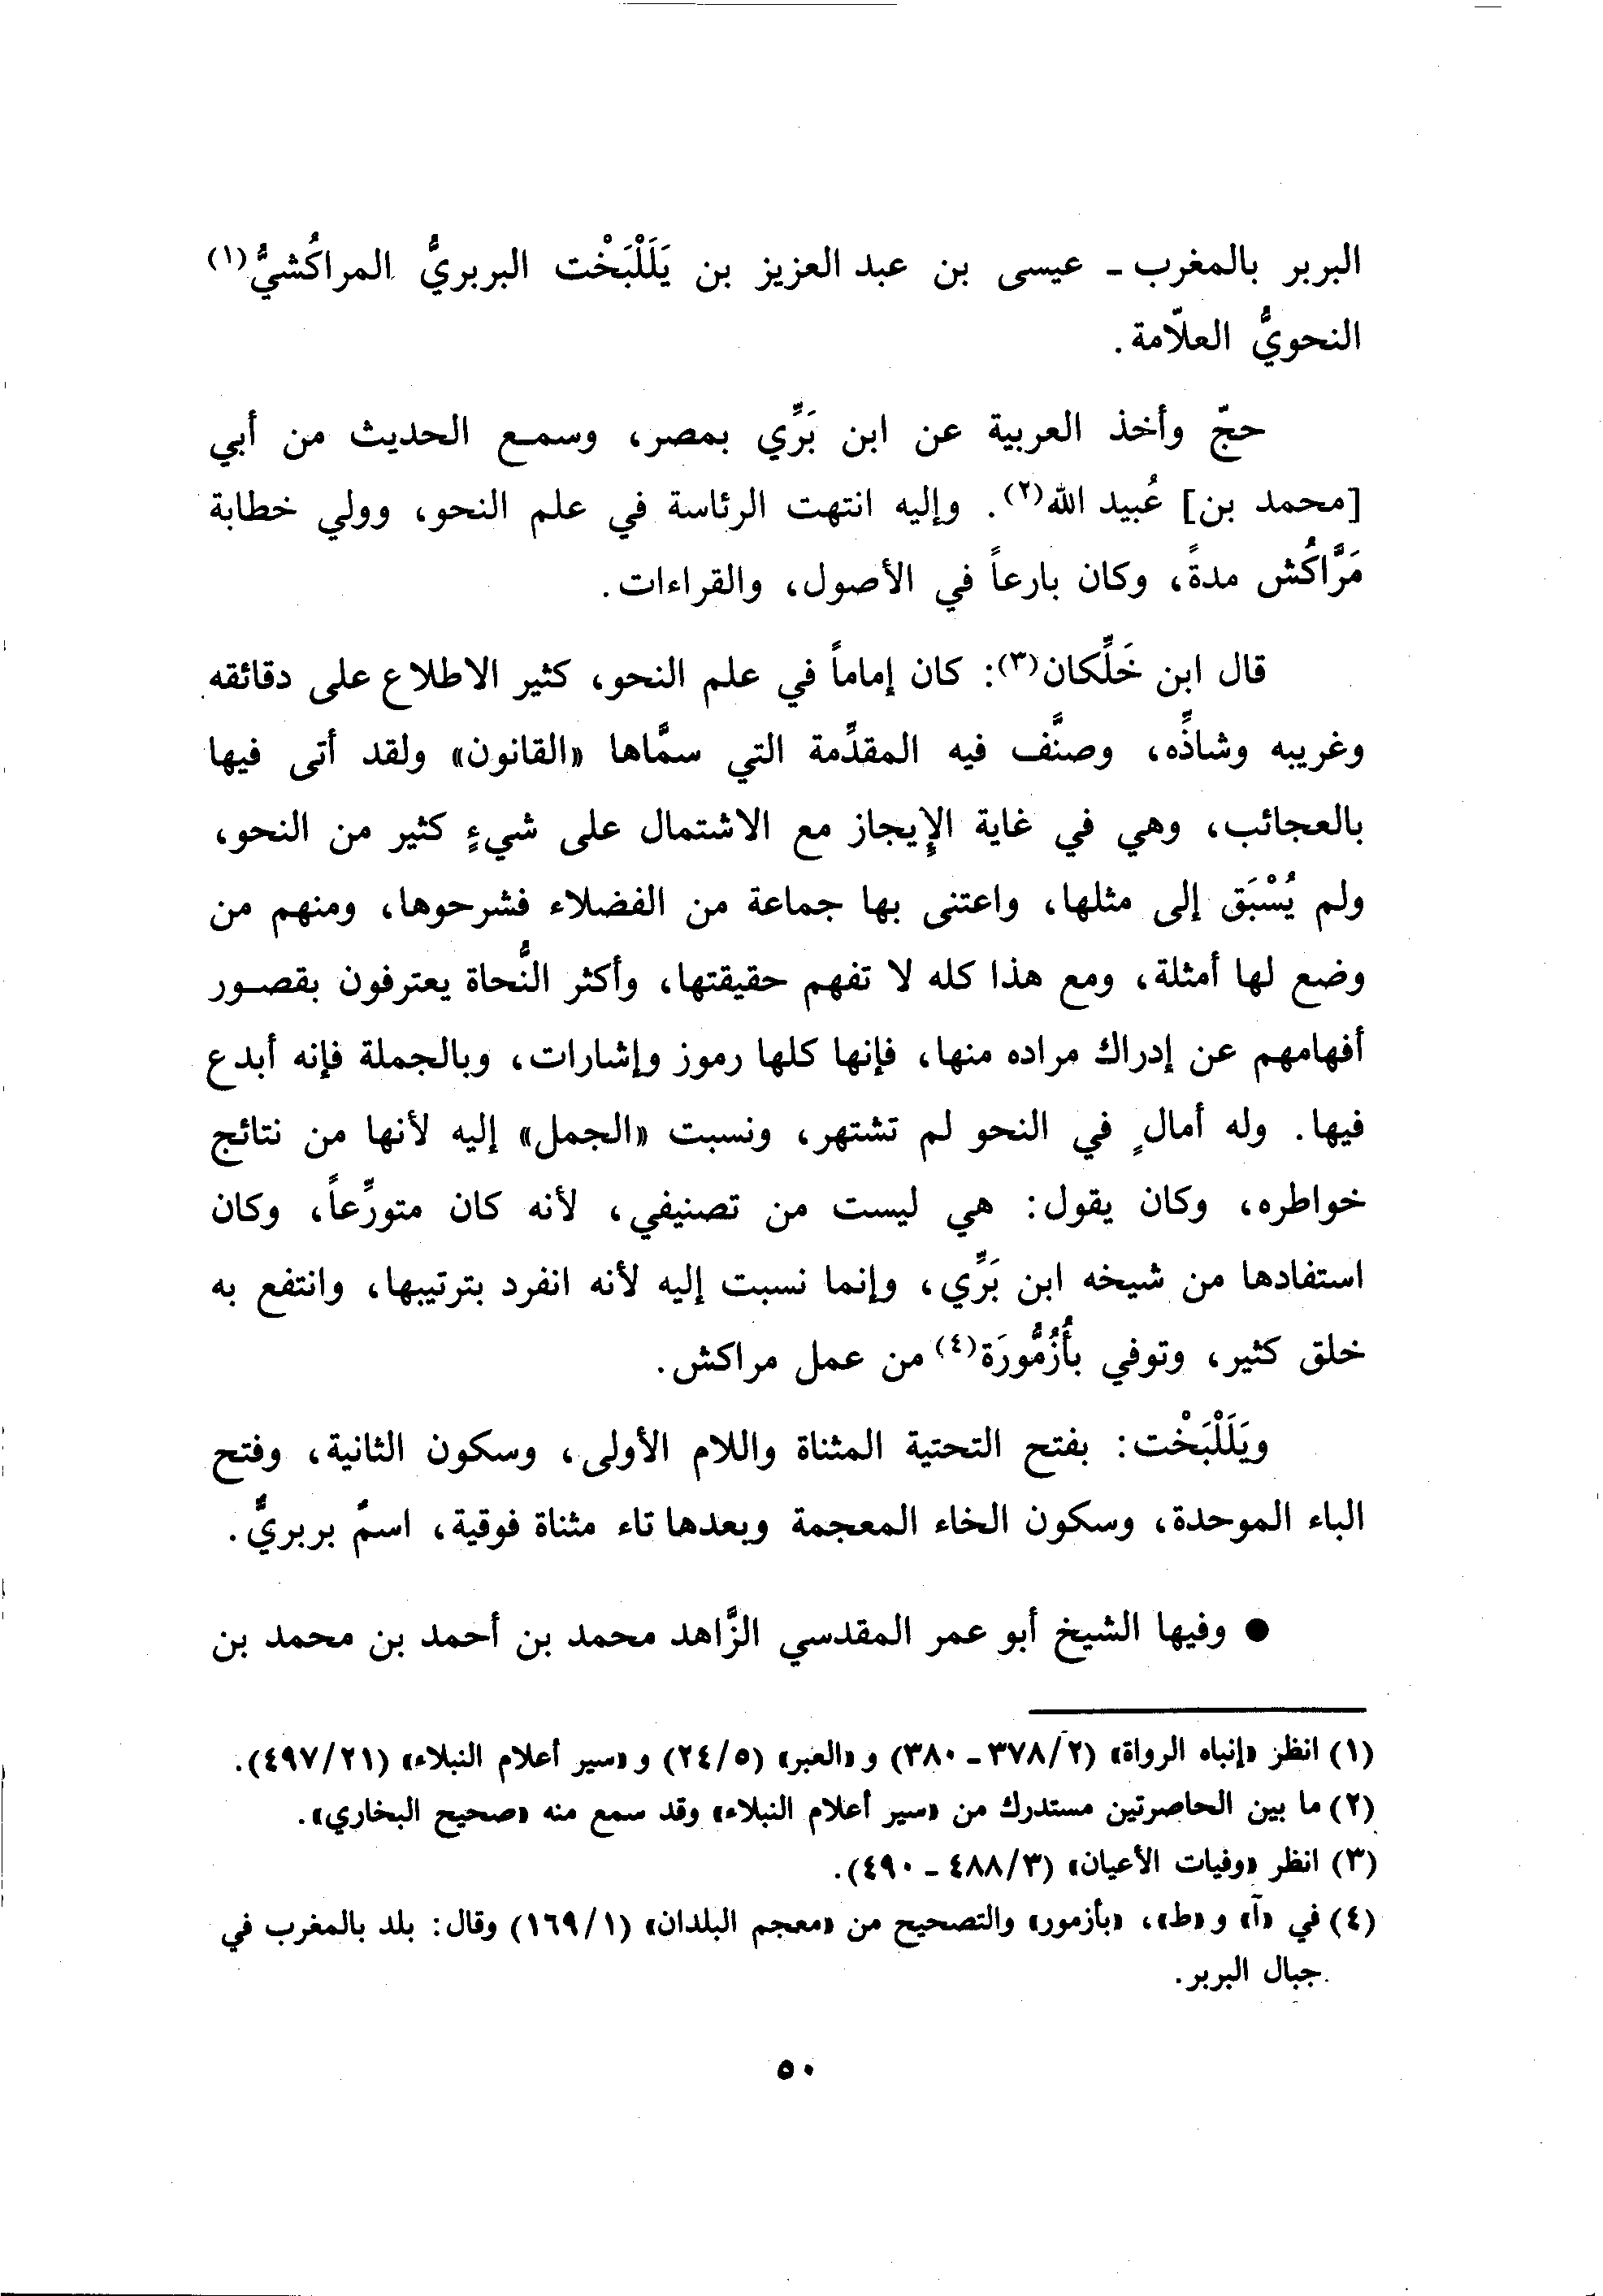 البربر بالمغرب - عيسى بن عبد العزيز بن يَلَلْبَخْت البربريُّ المراكُشيُّ(١)
النحويُّ العلّامة.
حجّ وأخذ العربية عن ابن بَرِّي بمصر، وسمع الحديث من أبي
[محمد بن] عُبيد الله(٢). وإليه انتهت الرئاسة في علم النحو، وولي خطابة
مَرَّاكُش مدةً، وكان بارعاً في الأصول، والقراءات.
قال ابن خَلِّكان(٣): كان إماماً في علم النحو، كثير الاطلاع على دقائقه
وغريبه وشاذِّه، وصنَّف فيه المقدِّمة التي سمَّاها «القانون» ولقد أتى فيها
بالعجائب، وهي في غاية الإِيجاز مع الاشتمال على شيءٍ كثير من النحو،
ولم يُسْبَق إلى مثلها، واعتنى بها جماعة من الفضلاء فشرحوها، ومنهم من
وضع لها أمثلة، ومع هذا كله لا تفهم حقيقتها، وأكثر النُّحاة يعترفون بقصور
أفهامهم عن إدراك مراده منها، فإنها كلها رموز وإشارات، وبالجملة فإنه أبدع
فيها. وله أمالٍ في النحو لم تشتهر، ونسبت «الجمل» إليه لأنها من نتائج
خواطره، وكان يقول: هي ليست من تصنيفي، لأنه كان متورِّعاً، وكان
استفادها من شيخه ابن بَرِّي، وإنما نسبت إليه لأنه انفرد بترتيبها، وانتفع به
خلق كثير، وتوفي بأُزُمُّورَة(٤) من عمل مراكش.
ويَلَلْبَخْت: بفتح التحتية المثناة واللام الأولى، وسكون الثانية، وفتح
الباء الموحدة، وسكون الخاء المعجمة وبعدها تاء مثناة فوقية، اسمٌ بربريٌّ.
● وفيها الشيخ أبو عمر المقدسي الزَّاهد محمد بن أحمد بن محمد بن
(١) انظر «إنباه الرواة» (٢/٣٧٨ - ٣٨٠) و «العبر» (٥/٢٤) و «سير أعلام النبلاء» (٢١/٤٩٧).
(٢) ما بين الحاصرتين مستدرك من «سير أعلام النبلاء» وقد سمع منه «صحيح البخاري».
(٣) انظر «وفيات الأعيان» (٣/٤٨٨ - ٤٩٠).
(٤) في «آ» و «ط»، «بأزمور» والتصحيح من «معجم البلدان» (١/١٦٩) وقال: بلد بالمغرب في
جبال البربر.
٥٠